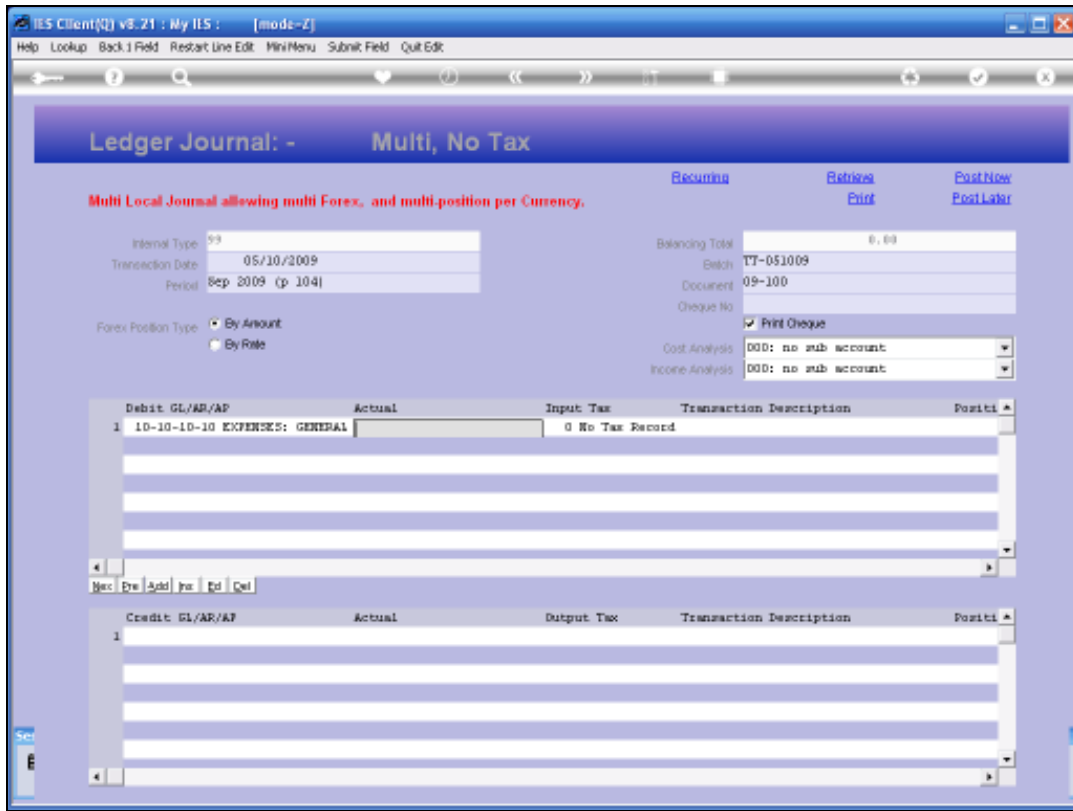 IES Client(Q) v8.21 : My IES : [mode=Z]
Help Lookup Back 1 Field Restart Line Edit MiniMenu Submit Field Quit Edit
Ledger Journal: - Multi, No Tax
Recurring Retrieve Post Now
Multi Local Journal allowing multi Forex, and multi-position per Currency. Print Post Later
Internal Type 99 Balancing Total 0.00
Transaction Date 05/10/2009 Batch TT-051009
Period Sep 2009 (p 104) Document 09-100
Cheque No
Forex Position Type By Amount Print Cheque
By Rate Cost Analysis 000: no sub account
Income Analysis 000: no sub account
Debit GL/AR/AP Actual Input Tax Transaction Description Positi
1 10-10-10-10 EXPENSES: GENERAL 0 No Tax Record
Nex Pre Add Ins Ed Del
Credit GL/AR/AP Actual Output Tax Transaction Description Positi
1